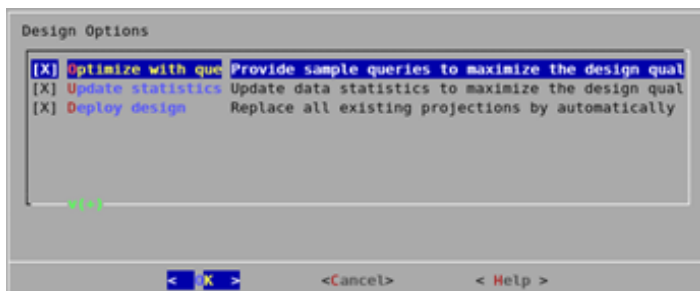 Design Options
[X] Optimize with que Provide sample queries to maximize the design qual
[X] Update statistics Update data statistics to maximize the design qual
[X] Deploy design Replace all existing projections by automatically
v(+)
< OK > <Cancel> < Help >